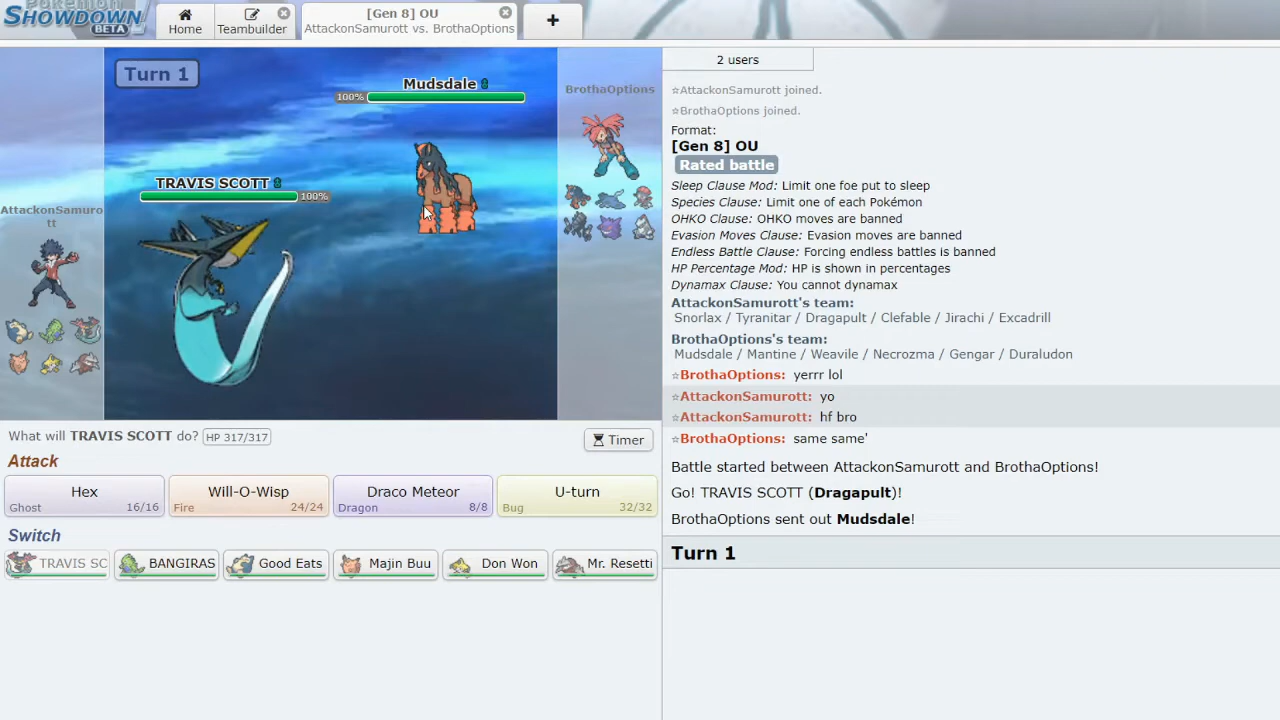 Pokémon
SHOWDOWN
BETA
Home
Teambuilder
[Gen 8] OU
AttackonSamurott vs. BrothaOptions
Turn 1
Mudsdale
100%
TRAVIS SCOTT
100%
AttackonSamuro
tt
BrothaOptions
What will TRAVIS SCOTT do? HP 317/317
Timer
Attack
Hex
Ghost 16/16
Will-O-Wisp
Fire 24/24
Draco Meteor
Dragon 8/8
U-turn
Bug 32/32
Switch
TRAVIS SC
BANGIRAS
Good Eats
Majin Buu
Don Won
Mr. Resetti
2 users
☆AttackonSamurott joined.
☆BrothaOptions joined.
Format:
[Gen 8] OU
Rated battle
Sleep Clause Mod: Limit one foe put to sleep
Species Clause: Limit one of each Pokémon
OHKO Clause: OHKO moves are banned
Evasion Moves Clause: Evasion moves are banned
Endless Battle Clause: Forcing endless battles is banned
HP Percentage Mod: HP is shown in percentages
Dynamax Clause: You cannot dynamax
AttackonSamurott's team:
Snorlax / Tyranitar / Dragapult / Clefable / Jirachi / Excadrill
BrothaOptions's team:
Mudsdale / Mantine / Weavile / Necrozma / Gengar / Duraludon
☆BrothaOptions: yerrr lol
☆AttackonSamurott: yo
☆AttackonSamurott: hf bro
☆BrothaOptions: same same'
Battle started between AttackonSamurott and BrothaOptions!
Go! TRAVIS SCOTT (Dragapult)!
BrothaOptions sent out Mudsdale!
Turn 1